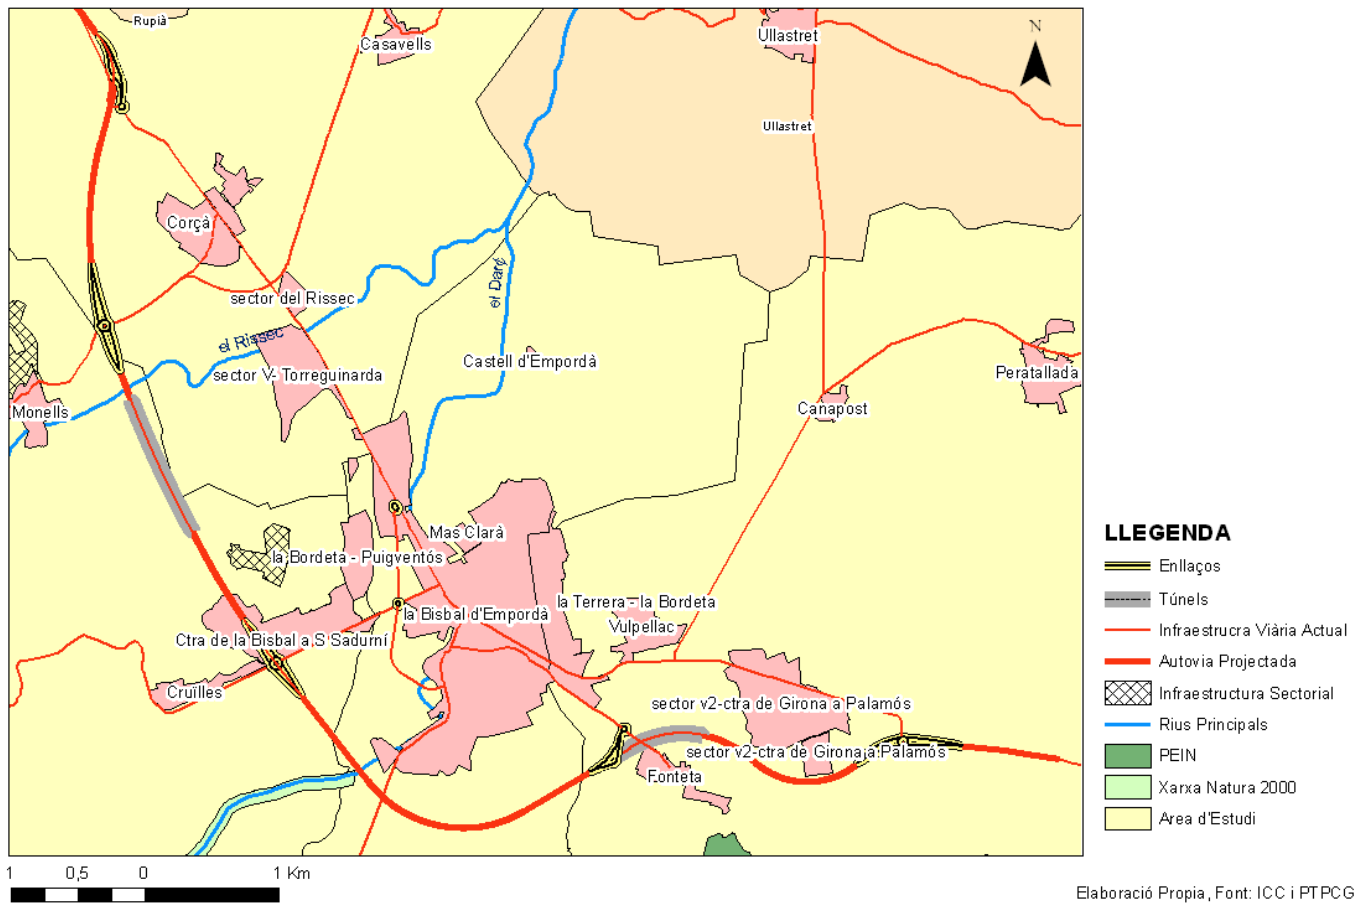 Rupià
Casavells
Ullastret
N
Ullastret
Corçà
sector del Rissec
el Rissec
el Daró
Castell d'Empordà
sector V- Torreguinarda
Peratallada
Monells
Canapost
Mas Clarà
la Bordeta - Puigventós
la Terrera - la Bordeta
la Bisbal d'Empordà
Vulpellac
Ctra de la Bisbal a S Sadurní
Cruïlles
sector v2-ctra de Girona a Palamós
sector v2-ctra de Girona a Palamós
Fonteta
LLEGENDA
Enllaços
Túnels
Infraestrucra Viària Actual
Autovia Projectada
Infraestructura Sectorial
Rius Principals
PEIN
Xarxa Natura 2000
Area d'Estudi
1 0,5 0 1 Km
Elaboració Propia, Font: ICC i PTPCG